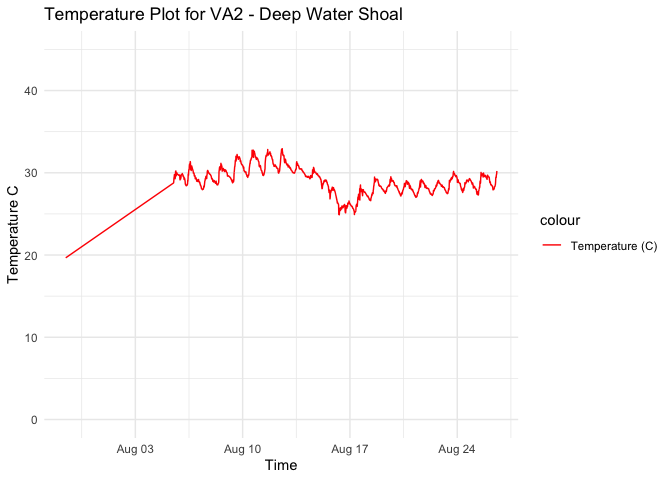 Temperature Plot for VA2 - Deep Water Shoal
Temperature C
40
30
20
10
0
Aug 03
Aug 10
Aug 17
Aug 24
Time
colour
Temperature (C)